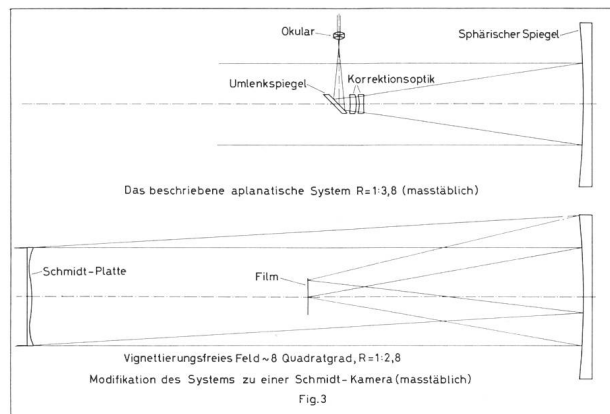 Okular
Sphärischer Spiegel
Umlenkspiegel
Korrektionsoptik
Das beschriebene aplanatische System R=1:3,8 (masstäblich)
Schmidt-Platte
Film
Vignettierungsfreies Feld ~8 Quadratgrad, R=1:2,8
Modifikation des Systems zu einer Schmidt-Kamera (masstäblich)
Fig.3